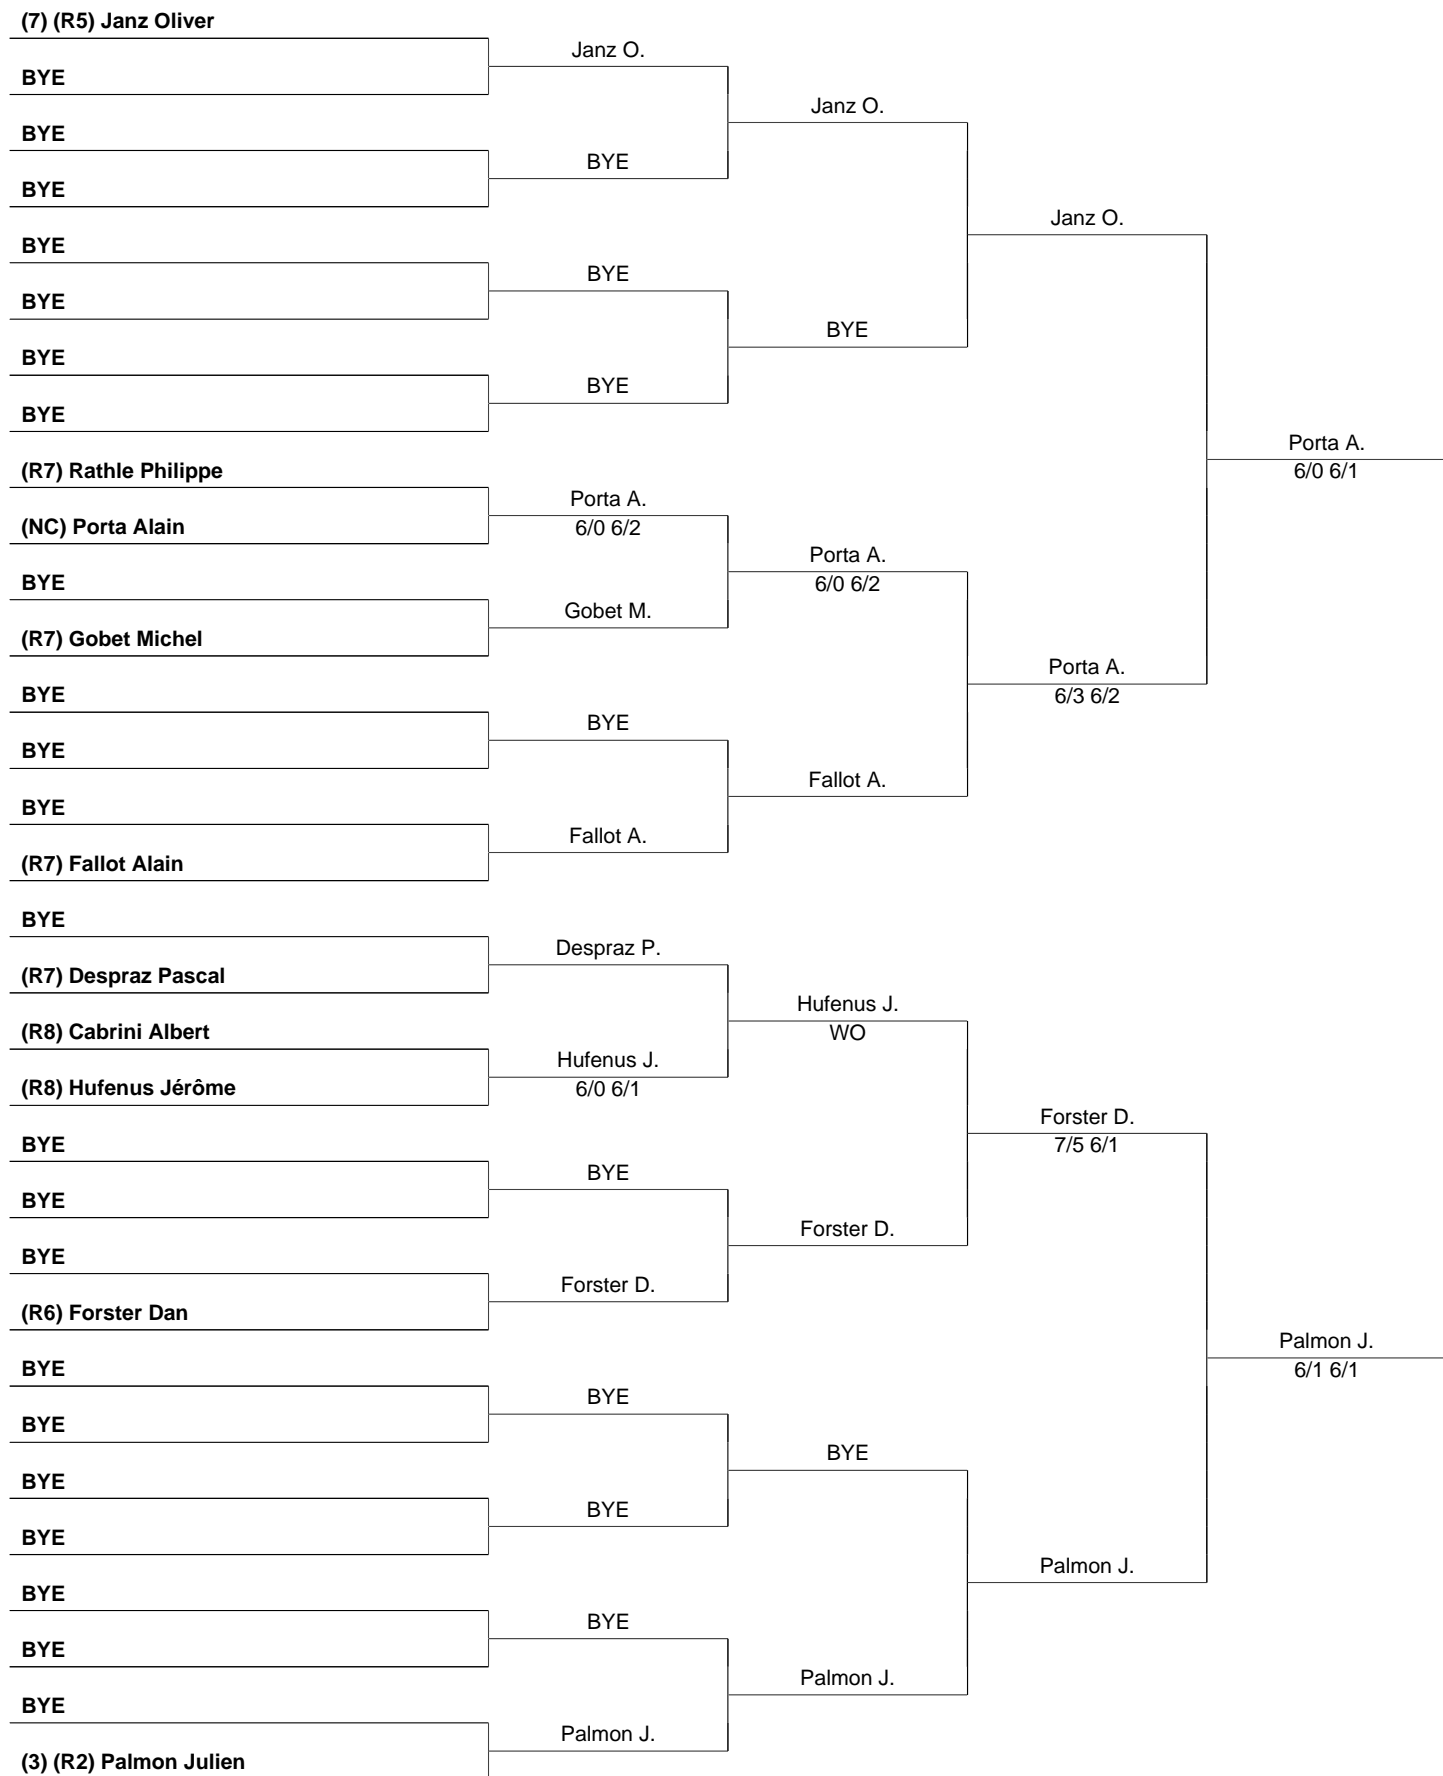 (7) (R5) Janz Oliver
BYE
BYE
BYE
BYE
BYE
BYE
BYE
(R7) Rathle Philippe
(NC) Porta Alain
BYE
(R7) Gobet Michel
BYE
BYE
BYE
(R7) Fallot Alain
BYE
(R7) Despraz Pascal
(R8) Cabrini Albert
(R8) Hufenus Jérôme
BYE
BYE
BYE
(R6) Forster Dan
BYE
BYE
BYE
BYE
BYE
BYE
BYE
(3) (R2) Palmon Julien
Janz O.
BYE
BYE
BYE
Porta A.
6/0 6/2
Gobet M.
BYE
Fallot A.
Despraz P.
Hufenus J.
6/0 6/1
BYE
Forster D.
BYE
BYE
BYE
Palmon J.
Janz O.
BYE
Porta A.
6/0 6/2
Fallot A.
Hufenus J.
WO
Forster D.
BYE
Palmon J.
Janz O.
Porta A.
6/3 6/2
Forster D.
7/5 6/1
Palmon J.
Porta A.
6/0 6/1
Palmon J.
6/1 6/1